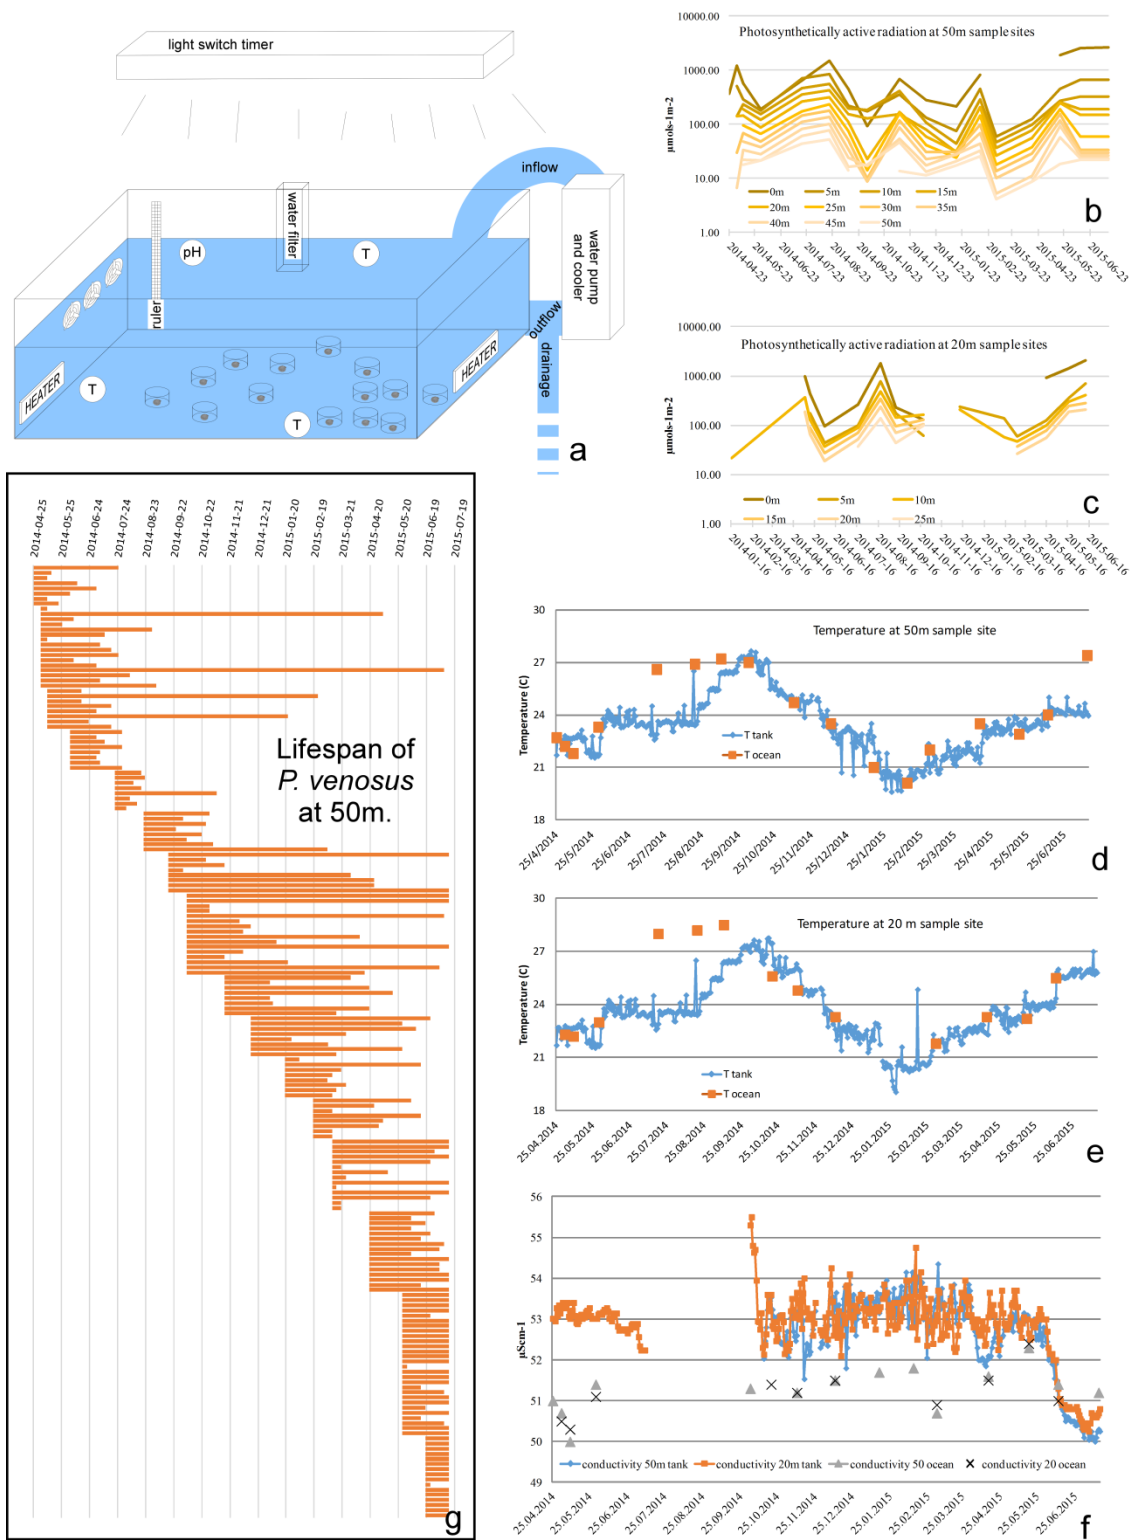 light switch timer
inflow
water filter
water pump
and cooler
pH
T
ruler
outflow
drainage
HEATER
HEATER
T
T
a
10000.00
Photosynthetically active radiation at 50m sample sites
1000.00
100.00
10.00
1.00
µmols-1m-2
0m 5m 10m 15m
20m 25m 30m 35m
40m 45m 50m
b
2014-04-23
2014-05-23
2014-06-23
2014-07-23
2014-08-23
2014-09-23
2014-10-23
2014-11-23
2014-12-23
2015-01-23
2015-02-23
2015-03-23
2015-04-23
2015-05-23
2015-06-23
10000.00
Photosynthetically active radiation at 20m sample sites
1000.00
100.00
10.00
1.00
µmols-1m-2
0m 5m 10m
15m 20m 25m
c
2014-01-16
2014-02-16
2014-03-16
2014-04-16
2014-05-16
2014-06-16
2014-07-16
2014-08-16
2014-09-16
2014-10-16
2014-11-16
2014-12-16
2015-01-16
2015-02-16
2015-03-16
2015-04-16
2015-05-16
2015-06-16
2014-04-25
2014-05-25
2014-06-24
2014-07-24
2014-08-23
2014-09-22
2014-10-22
2014-11-21
2014-12-21
2015-01-20
2015-02-19
2015-03-21
2015-04-20
2015-05-20
2015-06-19
2015-07-19
Lifespan of
P. venosus
at 50m.
g
30
27
24
21
18
Temperature (C)
Temperature at 50m sample site
T tank
T ocean
25/4/2014
25/5/2014
25/6/2014
25/7/2014
25/8/2014
25/9/2014
25/10/2014
25/11/2014
25/12/2014
25/1/2015
25/2/2015
25/3/2015
25/4/2015
25/5/2015
25/6/2015
d
30
27
24
21
18
Temperature (C)
Temperature at 20 m sample site
T tank
T ocean
25.04.2014
25.05.2014
25.06.2014
25.07.2014
25.08.2014
25.09.2014
25.10.2014
25.11.2014
25.12.2014
25.01.2015
25.02.2015
25.03.2015
25.04.2015
25.05.2015
25.06.2015
e
56
55
54
53
52
51
50
49
µScm-1
conductivity 50m tank conductivity 20m tank conductivity 50 ocean conductivity 20 ocean
25.04.2014
25.05.2014
25.06.2014
25.07.2014
25.08.2014
25.09.2014
25.10.2014
25.11.2014
25.12.2014
25.01.2015
25.02.2015
25.03.2015
25.04.2015
25.05.2015
25.06.2015
f